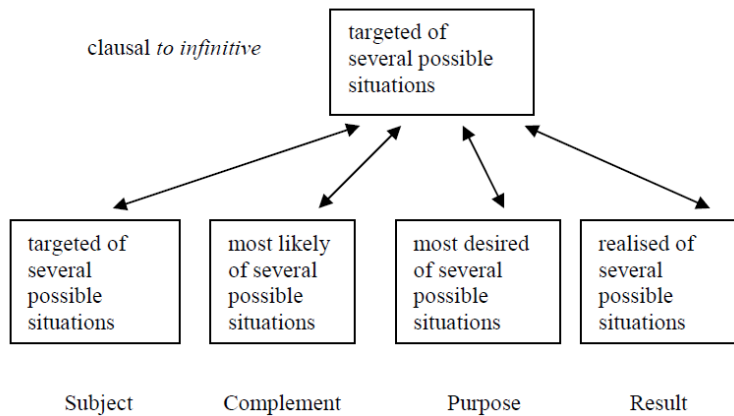 clausal to infinitive
targeted of
several possible
situations
targeted of
several
possible
situations
most likely
of several
possible
situations
most desired
of several
possible
situations
realised of
several
possible
situations
Subject
Complement
Purpose
Result